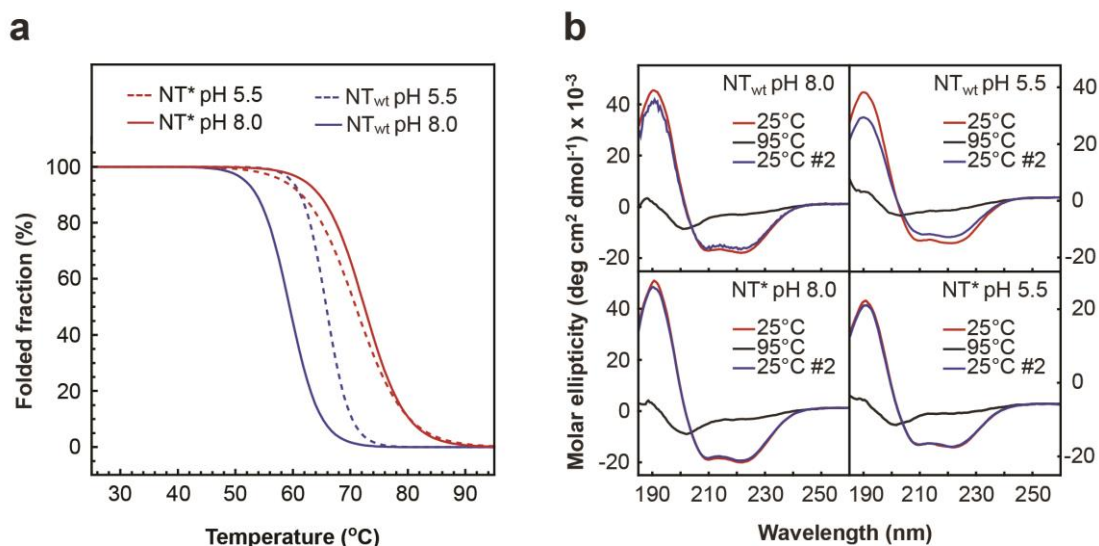 a
NT* pH 5.5
NT* pH 8.0
NTwt pH 5.5
NTwt pH 8.0
100
80
60
40
20
0
Folded fraction (%)
30 40 50 60 70 80 90
Temperature (°C)
b
NTwt pH 8.0
25°C
95°C
25°C #2
NTwt pH 5.5
25°C
95°C
25°C #2
NT* pH 8.0
25°C
95°C
25°C #2
NT* pH 5.5
25°C
95°C
25°C #2
40
20
0
-20
40
20
0
-20
40
20
0
-20
20
0
-20
Molar ellipticity (deg cm² dmol⁻¹) x 10⁻³
190 210 230 190 210 230 250
Wavelength (nm)